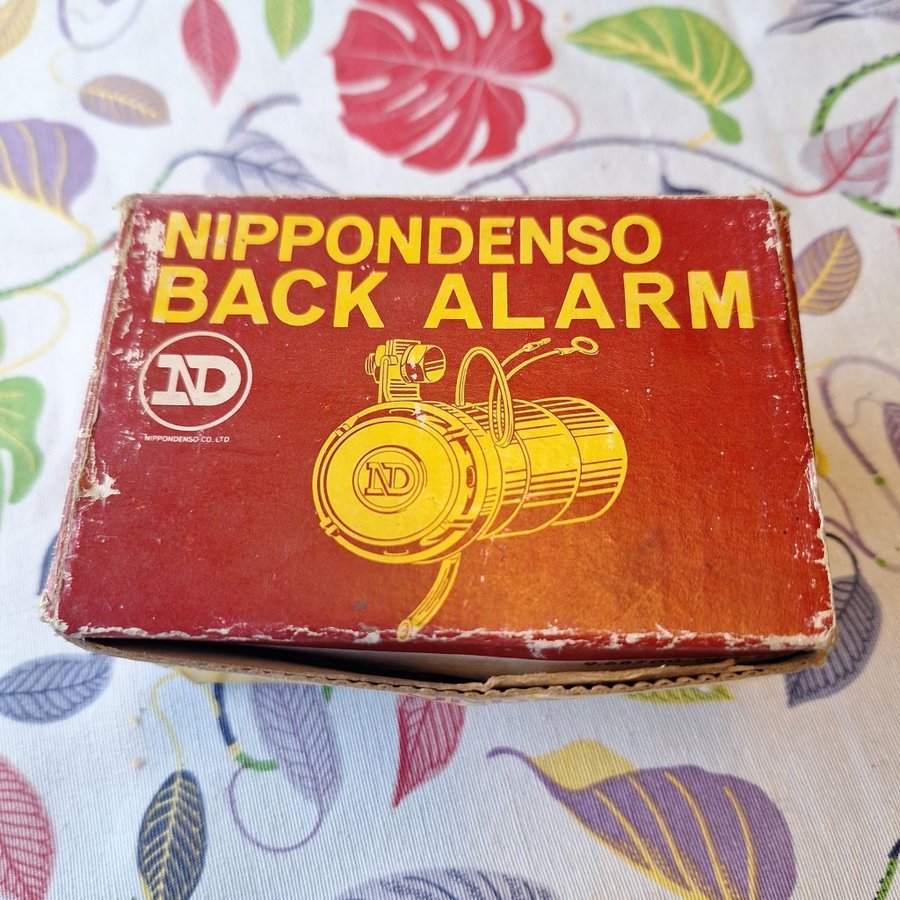 NIPPONDENSO
BACK ALARM
ND
NIPPONDENSO CO. LTD
ND